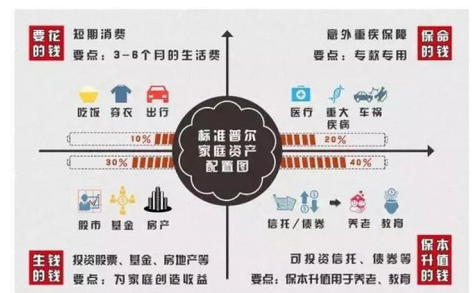 要花的钱
短期消费
要点：3-6个月的生活费
吃饭 穿衣 出行
10%
意外重疾保障
要点：专款专用
保命的钱
医疗 重大疾病 车祸
20%
标准普尔
家庭资产
配置图
30%
股市 基金 房产
生钱的钱
投资股票、基金、房地产等
要点：为家庭创造收益
40%
信托/债券 养老 教育
可投资信托、债券等
要点：保本升值用于养老、教育
保本升值的钱